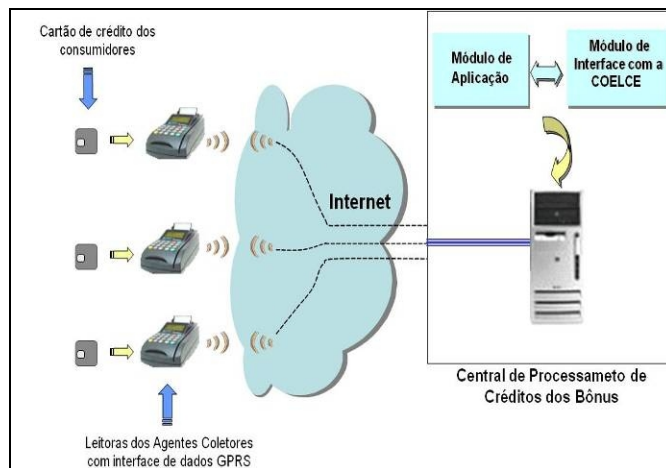 Cartão de crédito dos
consumidores
Módulo de
Aplicação
Módulo de
Interface com a
COELCE
Internet
Central de Processameto de
Créditos dos Bônus
Leitoras dos Agentes Coletores
com interface de dados GPRS